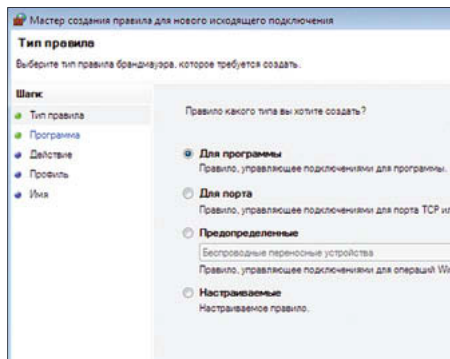 Мастер создания правила для нового исходящего подключения
Тип правила
Выберите тип правила брандмауэра, которое требуется создать.
Шаги:
Тип правила
Программа
Действие
Профиль
Имя
Правило какого типа вы хотите создать?
Для программы
Правило, управляющее подключениями для программы.
Для порта
Правило, управляющее подключениями для порта TCP ил
Предопределенные
Беспроводные переносные устройства
Правило, управляющее подключениями для операций Wi
Настраиваемые
Настраиваемое правило.